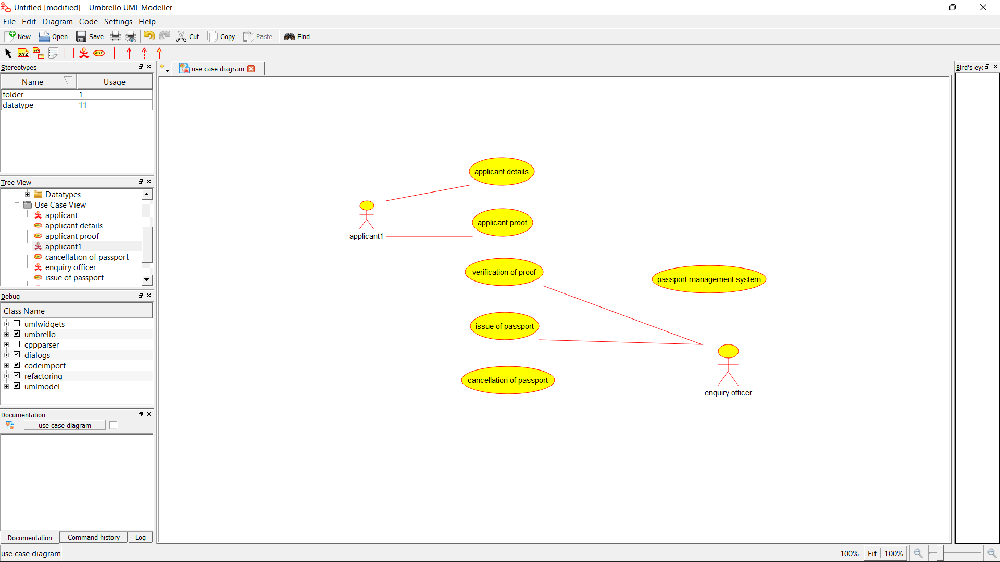 Untitled [modified] – Umbrello UML Modeller
File Edit Diagram Code Settings Help
New Open Save Cut Copy Paste Find
XYZ XYZ ABC
Stereotypes
Name Usage
folder 1
datatype 11
Tree View
Datatypes
Use Case View
applicant
applicant details
applicant proof
applicant1
cancellation of passport
enquiry officer
issue of passport
Debug
Class Name
umlwidgets
umbrello
cppparser
dialogs
codeimport
refactoring
umlmodel
Documentation
use case diagram
Documentation Command history Log
use case diagram
use case diagram
applicant details
applicant1
applicant proof
verification of proof
passport management system
issue of passport
cancellation of passport
enquiry officer
Bird's eye
100% Fit 100%